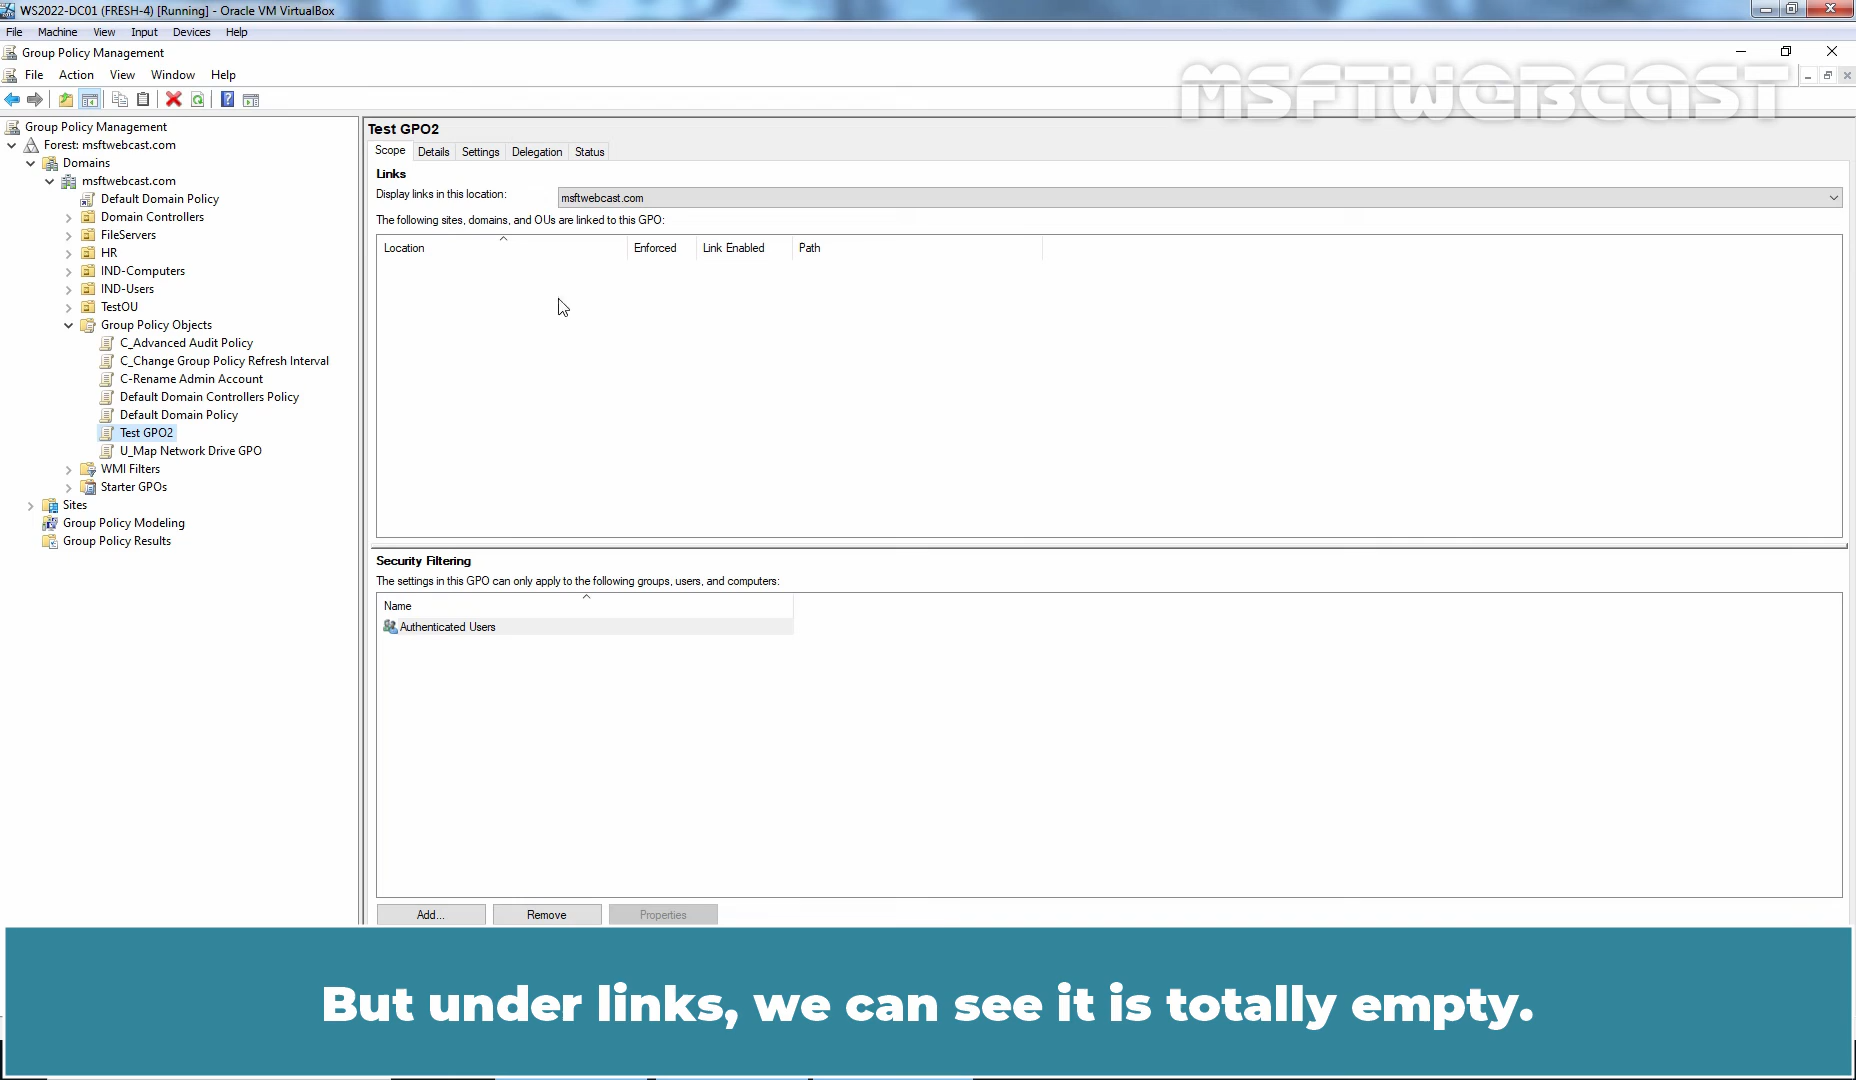 WS2022-DC01 (FRESH-4) [Running] - Oracle VM VirtualBox
File Machine View Input Devices Help
Group Policy Management
File Action View Window Help
MSFTWEBCAST
Group Policy Management
Forest: msftwebcast.com
Domains
msftwebcast.com
Default Domain Policy
Domain Controllers
FileServers
HR
IND-Computers
IND-Users
TestOU
Group Policy Objects
C_Advanced Audit Policy
C_Change Group Policy Refresh Interval
C-Rename Admin Account
Default Domain Controllers Policy
Default Domain Policy
Test GPO2
U_Map Network Drive GPO
WMI Filters
Starter GPOs
Sites
Group Policy Modeling
Group Policy Results
Test GPO2
Scope Details Settings Delegation Status
Links
Display links in this location: msftwebcast.com
The following sites, domains, and OUs are linked to this GPO:
Location Enforced Link Enabled Path
Security Filtering
The settings in this GPO can only apply to the following groups, users, and computers:
Name
Authenticated Users
Add... Remove Properties
But under links, we can see it is totally empty.